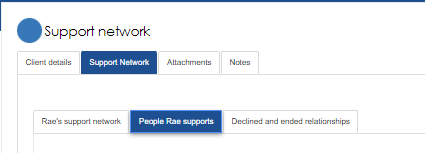 Support network
Client details Support Network Attachments Notes
Rae's support network People Rae supports Declined and ended relationships